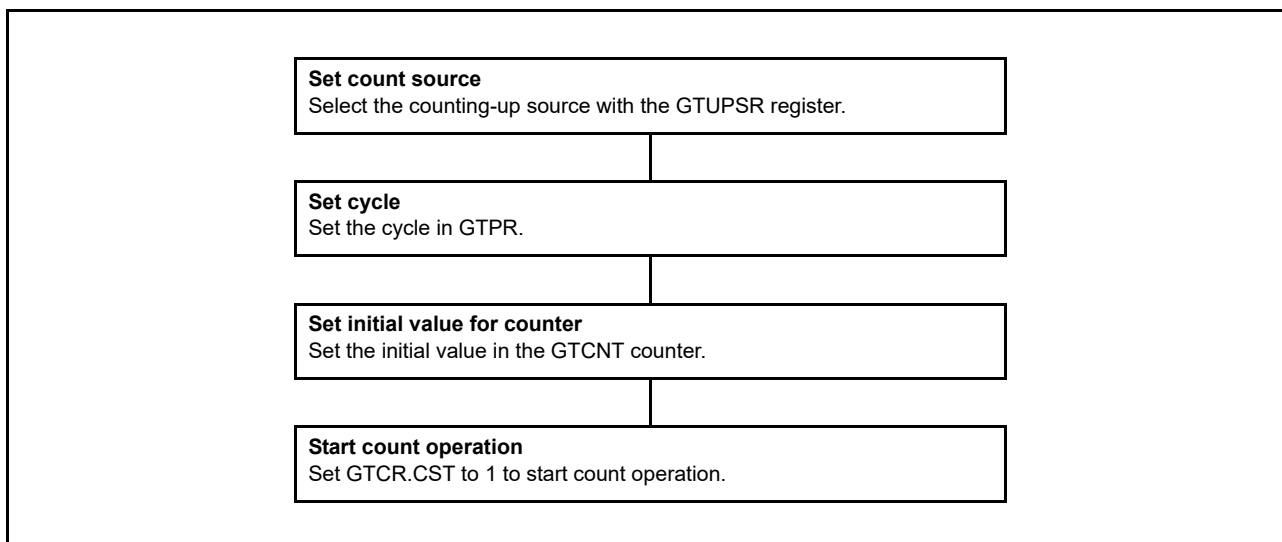 Set count source
Select the counting-up source with the GTUPSR register.
Set cycle
Set the cycle in GTPR.
Set initial value for counter
Set the initial value in the GTCNT counter.
Start count operation
Set GTCR.CST to 1 to start count operation.